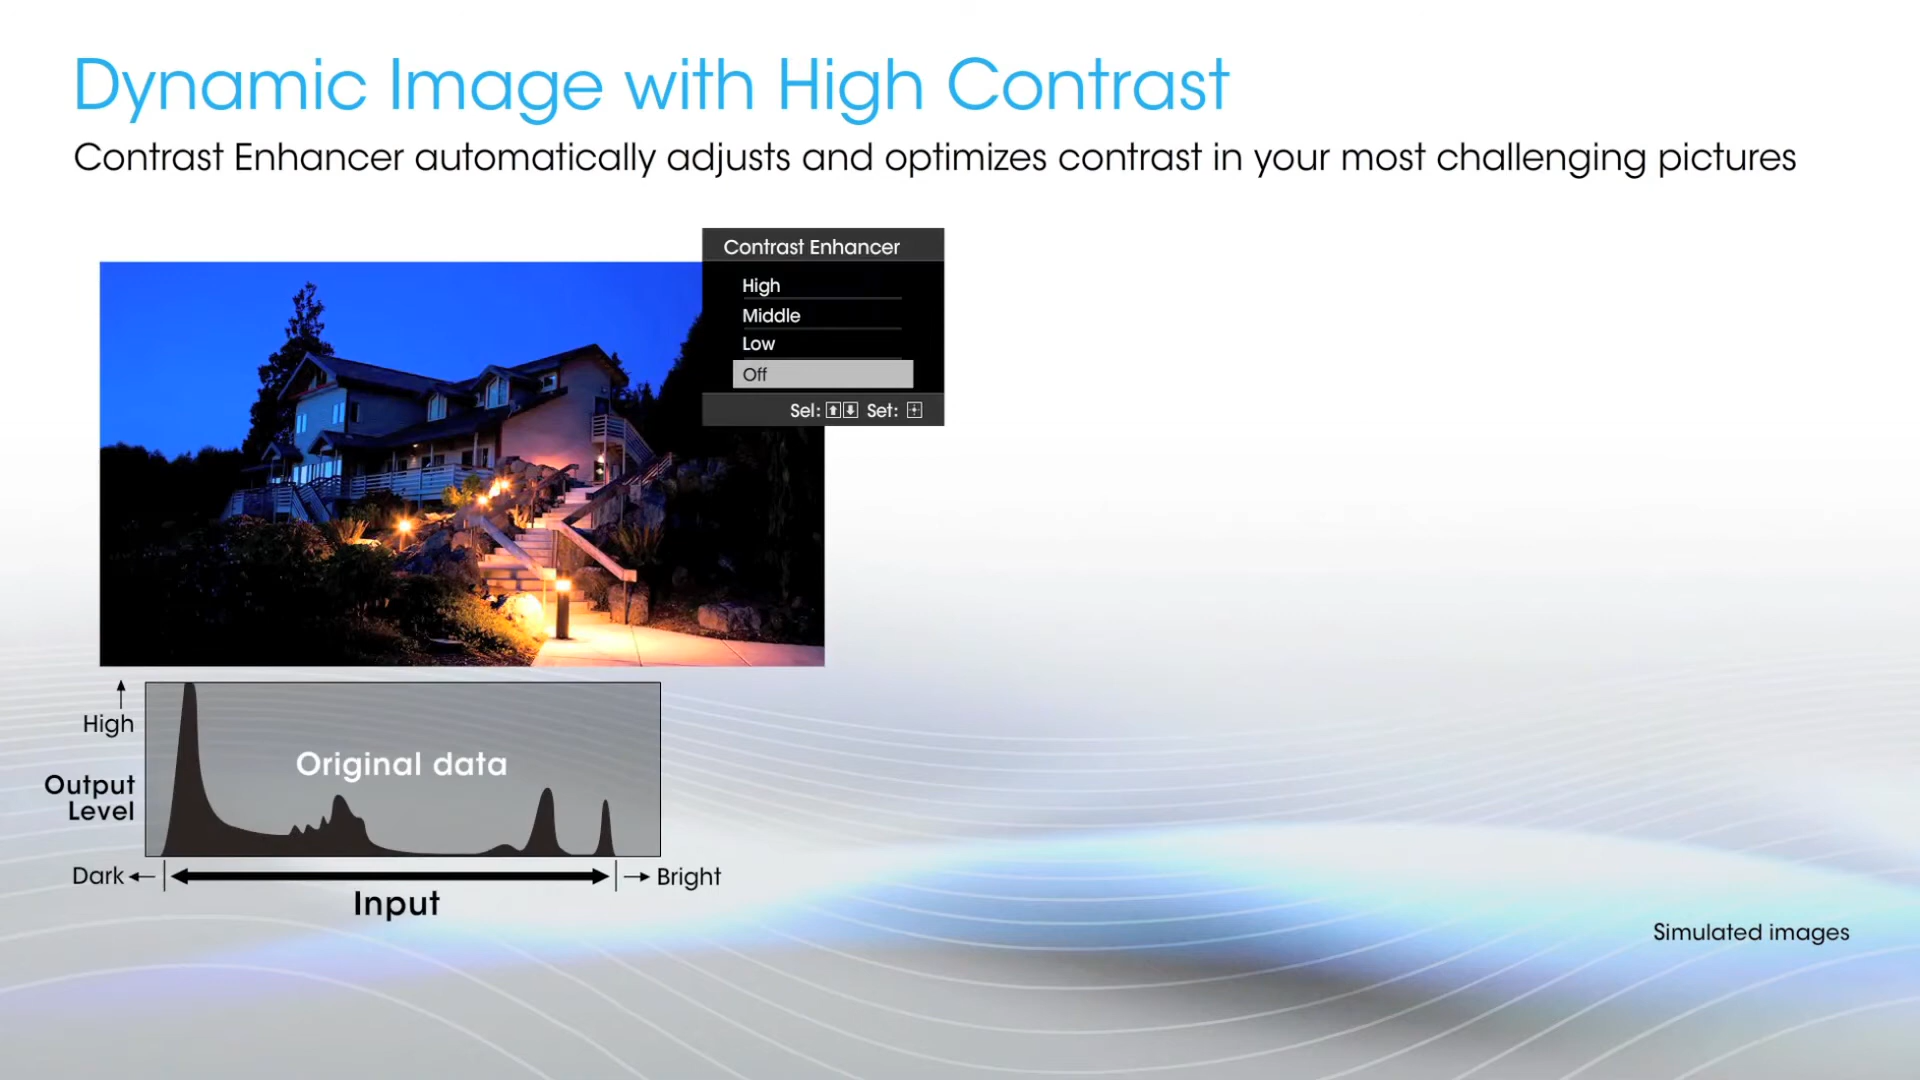 Dynamic Image with High Contrast
Contrast Enhancer automatically adjusts and optimizes contrast in your most challenging pictures
Contrast Enhancer
High
Middle
Low
Off
Sel: Set:
High
Output
Level
Original data
Dark
Bright
Input
Simulated images